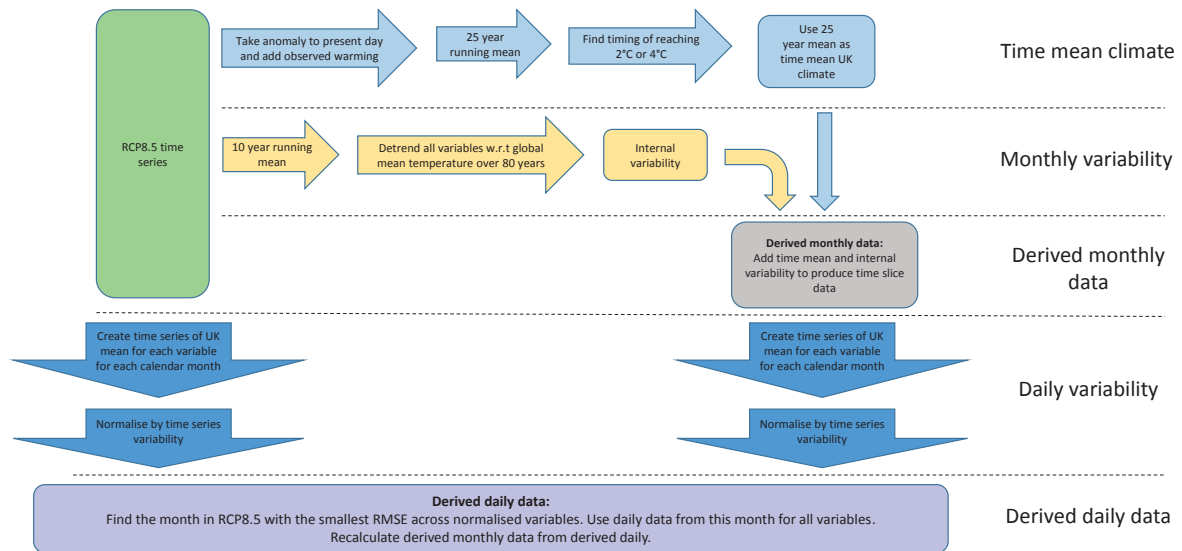 Take anomaly to present day
and add observed warming
25 year
running mean
Find timing of reaching
2°C or 4°C
Use 25
year mean as
time mean UK
climate
Time mean climate
RCP8.5 time
series
10 year running
mean
Detrend all variables w.r.t global
mean temperature over 80 years
Internal
variability
Monthly variability
Derived monthly data:
Add time mean and internal
variability to produce time slice
data
Derived monthly
data
Create time series of UK
mean for each variable
for each calendar month
Create time series of UK
mean for each variable
for each calendar month
Daily variability
Normalise by time series
variability
Normalise by time series
variability
Derived daily data:
Find the month in RCP8.5 with the smallest RMSE across normalised variables. Use daily data from this month for all variables.
Recalculate derived monthly data from derived daily.
Derived daily data